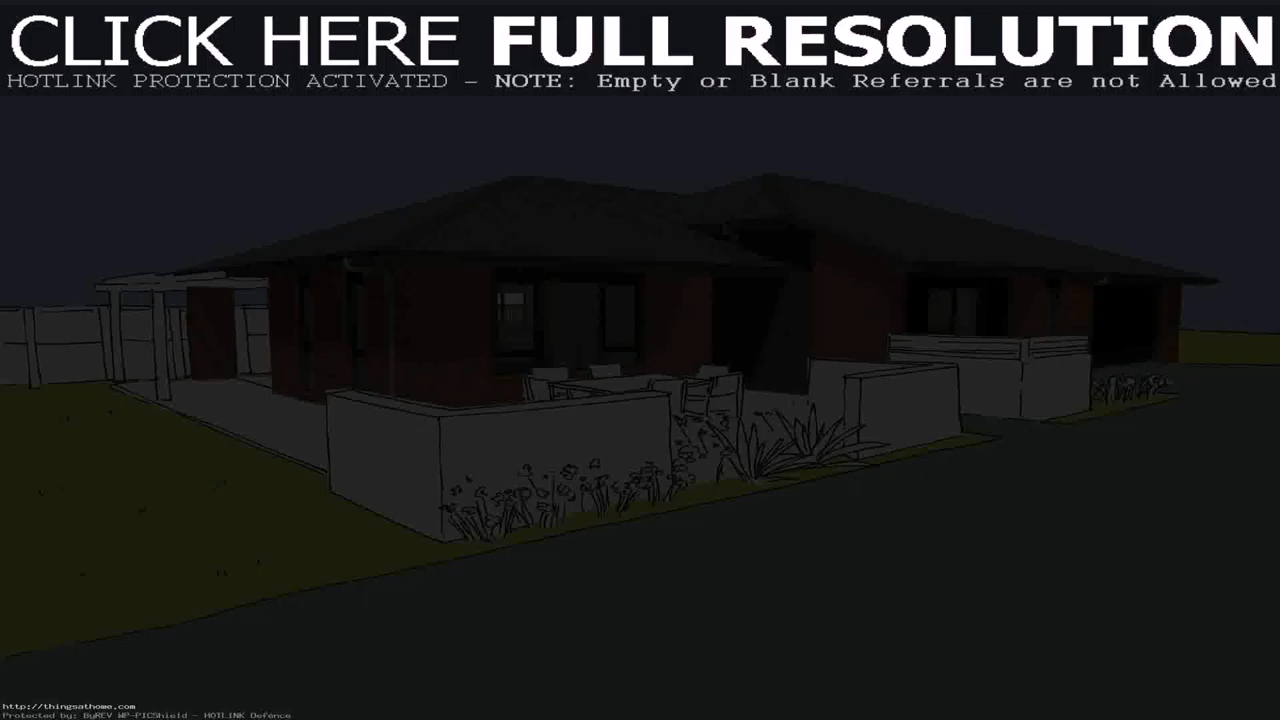 CLICK HERE FULL RESOLUTION
HOTLINK PROTECTION ACTIVATED - NOTE: Empty or Blank Referrals are not Allowed
http://thingsathome.com
Protected by: ByREV WP-PICShield - HOTLINK Defence